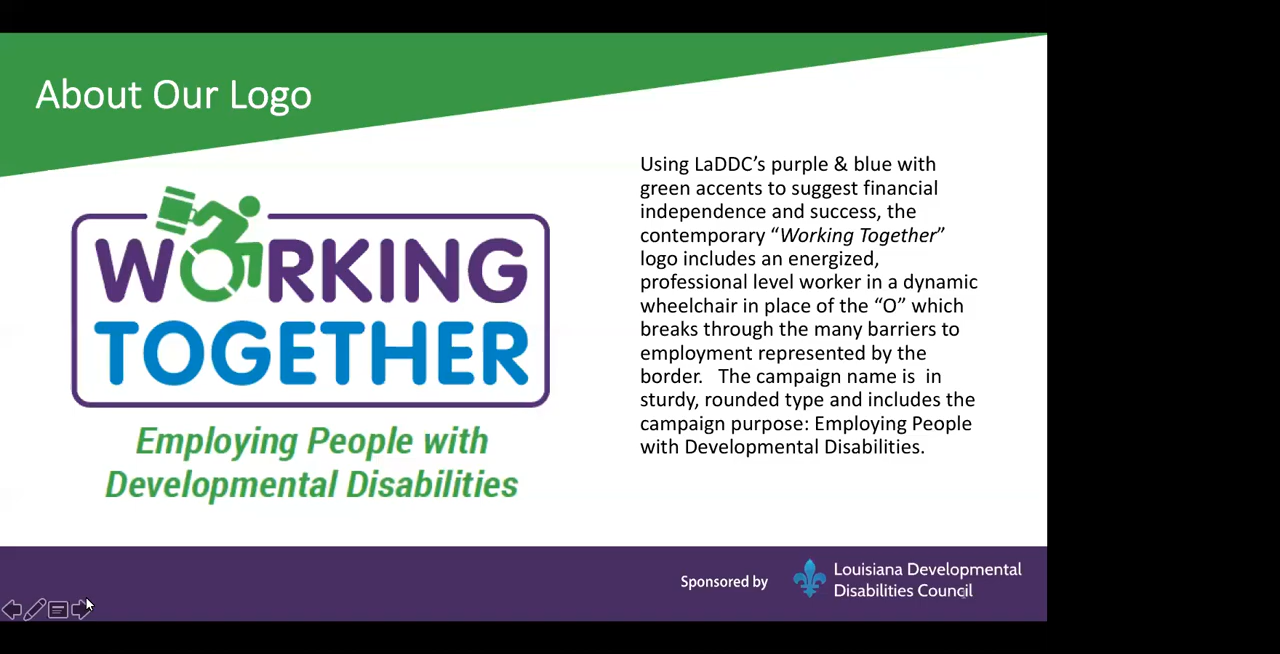 About Our Logo
WORKING
TOGETHER
Employing People with
Developmental Disabilities
Using LaDDC’s purple & blue with
green accents to suggest financial
independence and success, the
contemporary “Working Together”
logo includes an energized,
professional level worker in a dynamic
wheelchair in place of the “O” which
breaks through the many barriers to
employment represented by the
border.   The campaign name is  in
sturdy, rounded type and includes the
campaign purpose: Employing People
with Developmental Disabilities.
Sponsored by
Louisiana Developmental
Disabilities Council